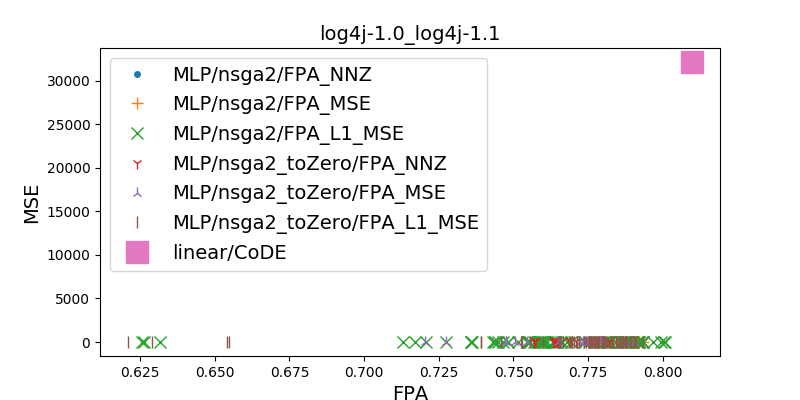 log4j-1.0_log4j-1.1
MLP/nsga2/FPA_NNZ
MLP/nsga2/FPA_MSE
MLP/nsga2/FPA_L1_MSE
MLP/nsga2_toZero/FPA_NNZ
MLP/nsga2_toZero/FPA_MSE
MLP/nsga2_toZero/FPA_L1_MSE
linear/CoDE
MSE
30000
25000
20000
15000
10000
5000
0
0.625 0.650 0.675 0.700 0.725 0.750 0.775 0.800
FPA